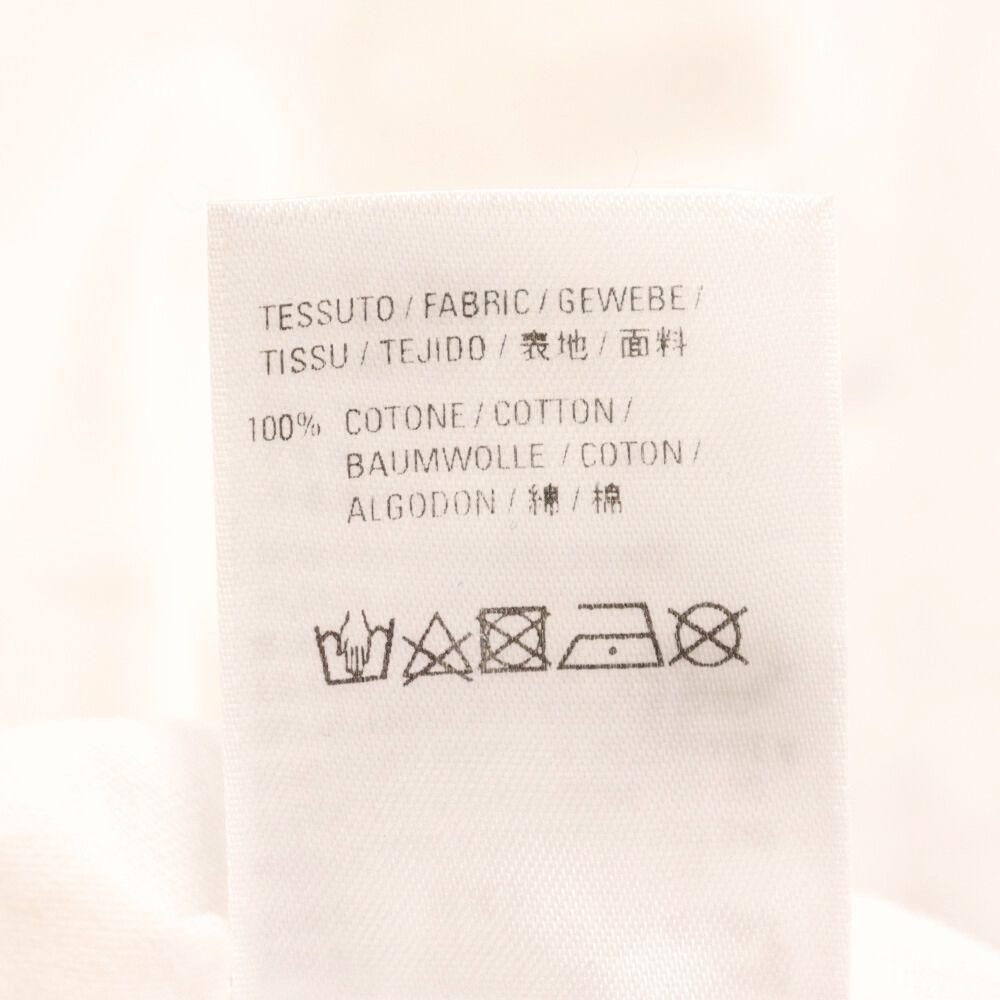 TESSUTO / FABRIC / GEWEBE /
TISSU / TEJIDO / 表地 / 面料
100% COTONE / COTTON /
BAUMWOLLE / COTON /
ALGODON / 綿 / 棉